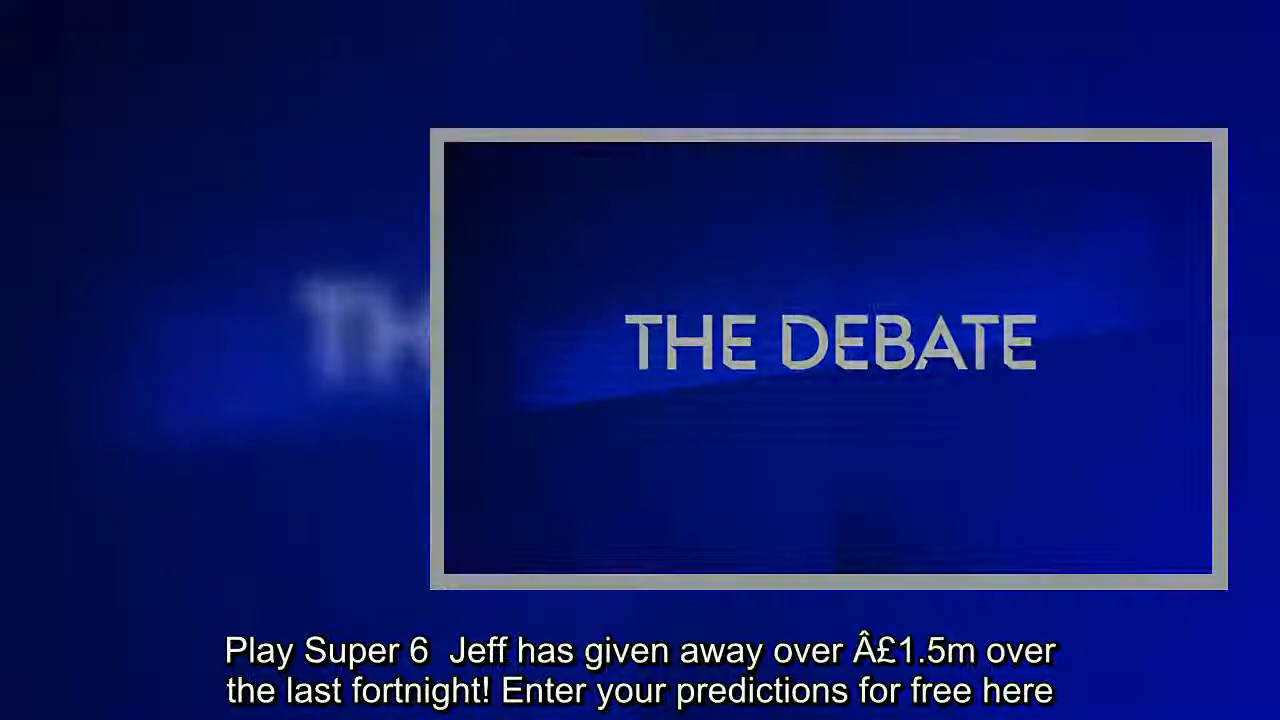 TH
THE DEBATE
Play Super 6  Jeff has given away over Â£1.5m over
the last fortnight! Enter your predictions for free here